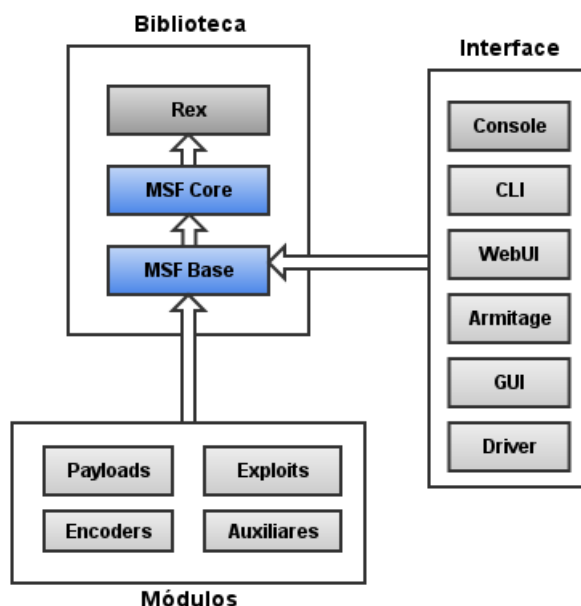 Biblioteca
Rex
MSF Core
MSF Base
Interface
Console
CLI
WebUI
Armitage
GUI
Driver
Payloads
Exploits
Encoders
Auxiliares
Módulos